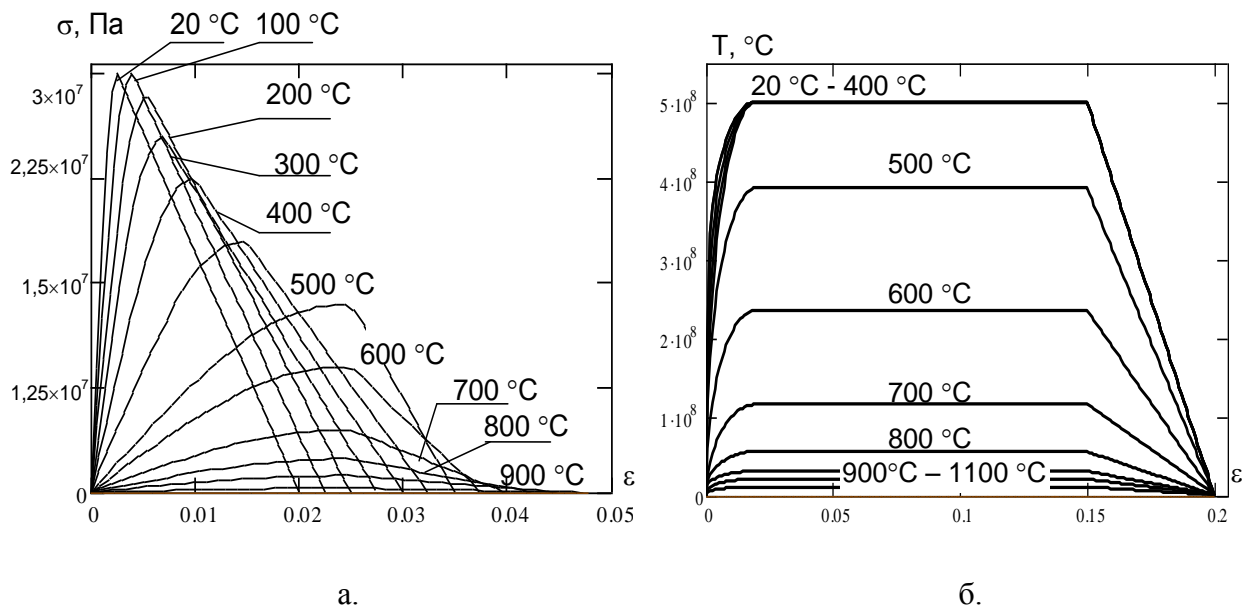 σ, Па 20 °C 100 °C
3×10⁷
200 °C
2,25×10⁷
300 °C
400 °C
1,5×10⁷
500 °C
600 °C
1,25×10⁷
700 °C
800 °C
900 °C
ε
0
0 0.01 0.02 0.03 0.04 0.05
а.
T, °C
20 °C - 400 °C
5·10⁸
500 °C
4·10⁸
3·10⁸
600 °C
2·10⁸
700 °C
1·10⁸
800 °C
900°C – 1100 °C
ε
0
0 0.05 0.1 0.15 0.2
б.